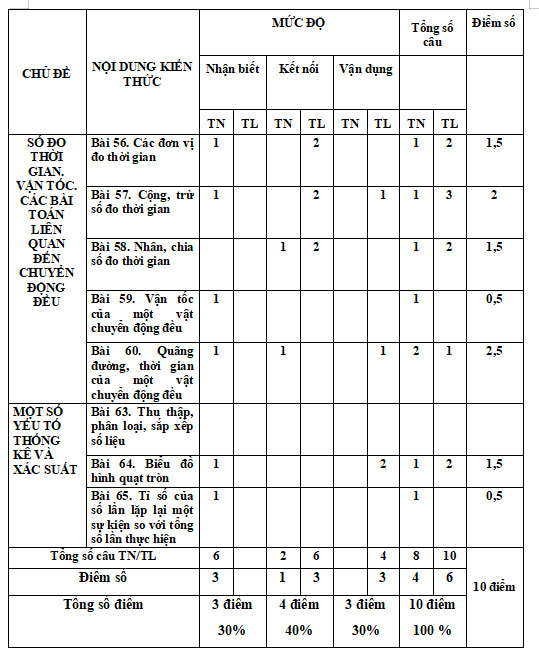 CHỦ ĐỀ
NỘI DUNG KIẾN
THỨC
MỨC ĐỘ
Tổng số
câu
Điểm số
Nhận biết
Kết nối
Vận dụng
TN TL TN TL TN TL TN TL
SỐ ĐO
THỜI
GIAN.
VẬN TỐC.
CÁC BÀI
TOÁN
LIÊN
QUAN
ĐẾN
CHUYỂN
ĐỘNG
ĐỀU
Bài 56. Các đơn vị
đo thời gian
1 2 1 2 1,5
Bài 57. Cộng, trừ
số đo thời gian
1 2 1 1 3 2
Bài 58. Nhân, chia
số đo thời gian
1 2 1 2 1,5
Bài 59. Vận tốc
của một vật
chuyển động đều
1 1 0,5
Bài 60. Quãng
đường, thời gian
của một vật
chuyển động đều
1 1 1 2 1 2,5
MỘT SỐ
YẾU TỐ
THỐNG
KÊ VÀ
XÁC SUẤT
Bài 63. Thu thập,
phân loại, sắp xếp
số liệu
Bài 64. Biểu đồ
hình quạt tròn
1 2 1 2 1,5
Bài 65. Tỉ số của
số lần lặp lại một
sự kiện so với tổng
số lần thực hiện
1 1 0,5
Tổng số câu TN/TL 6 2 6 4 8 10
Điểm số 3 1 3 3 4 6
10 điểm
Tổng số điểm 3 điểm 4 điểm 3 điểm 10 điểm
30% 40% 30% 100 %